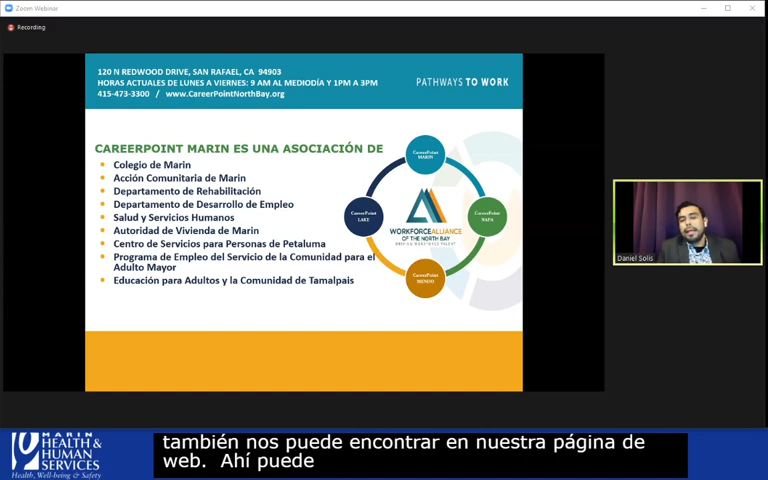 Zoom Webinar
Recording
120 N REDWOOD DRIVE, SAN RAFAEL, CA 94903
HORAS ACTUALES DE LUNES A VIERNES: 9 AM AL MEDIODÍA Y 1PM A 3PM
415-473-3300 / www.CareerPointNorthBay.org
PATHWAYS TO WORK
CAREERPOINT MARIN ES UNA ASOCIACIÓN DE
Colegio de Marin
Acción Comunitaria de Marin
Departamento de Rehabilitación
Departamento de Desarrollo de Empleo
Salud y Servicios Humanos
Autoridad de Vivienda de Marin
Centro de Servicios para Personas de Petaluma
Programa de Empleo del Servicio de la Comunidad para el
Adulto Mayor
Educación para Adultos y la Comunidad de Tamalpais
CareerPoint
MARIN
CareerPoint
LAKE
CareerPoint
NAPA
WORKFORCEALLIANCE
OF THE NORTH BAY
CareerPoint
MENDO
Daniel Solis
MARIN
HEALTH &
HUMAN
SERVICES
Health, Well-being & Safety
también nos puede encontrar en nuestra página de
web. Ahí puede